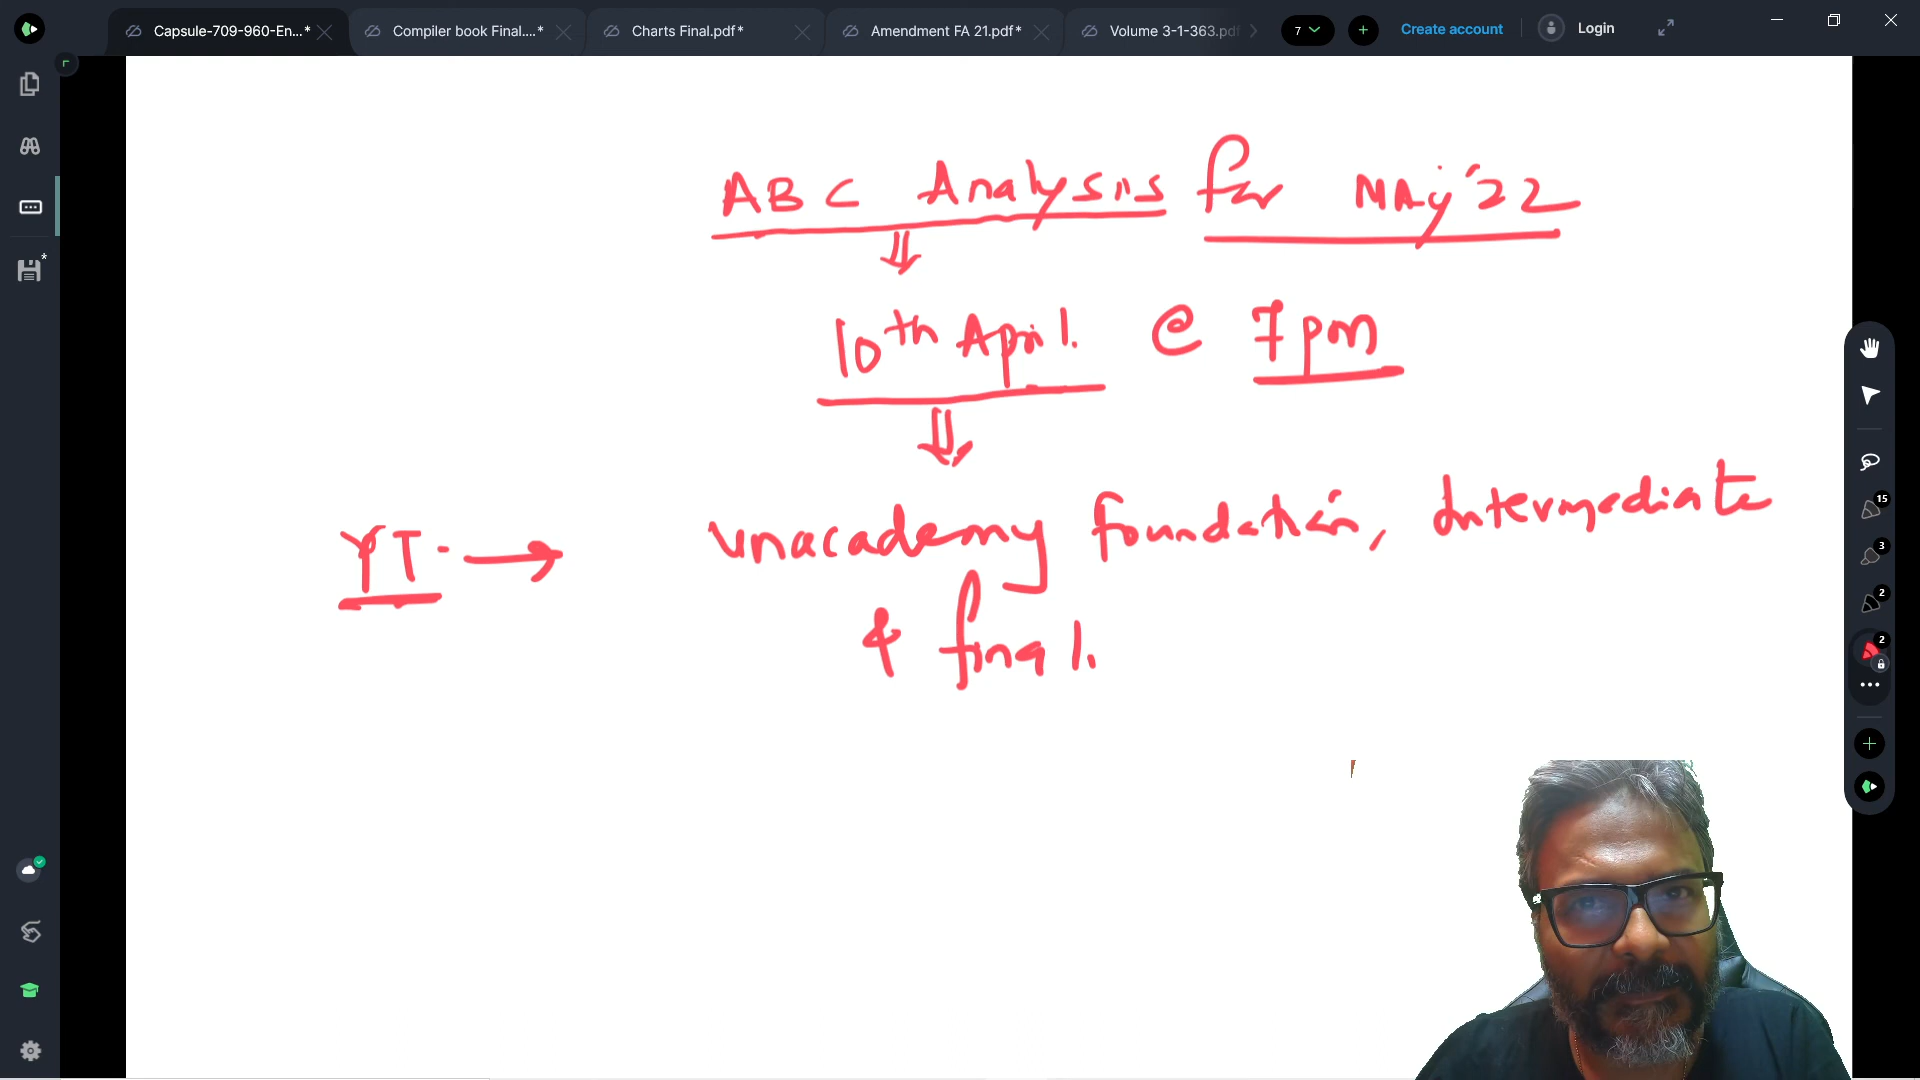 Capsule-709-960-En...* Compiler book Final....* Charts Final.pdf* Amendment FA 21.pdf* Volume 3-1-363.pdf 7 + Create account Login
ABC Analysis for MAy'22
10th April. @ 7pm
YT. → unacademy foundation, Intermediate
& final.
15
3
2
2